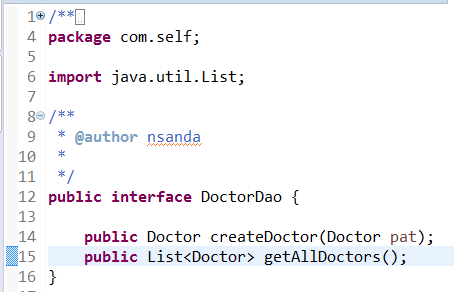 1 /**
4 package com.self;
5
6 import java.util.List;
7
8 /**
9 * @author nsanda
10 *
11 */
12 public interface DoctorDao {
13
14 public Doctor createDoctor(Doctor pat);
15 public List<Doctor> getAllDoctors();
16 }